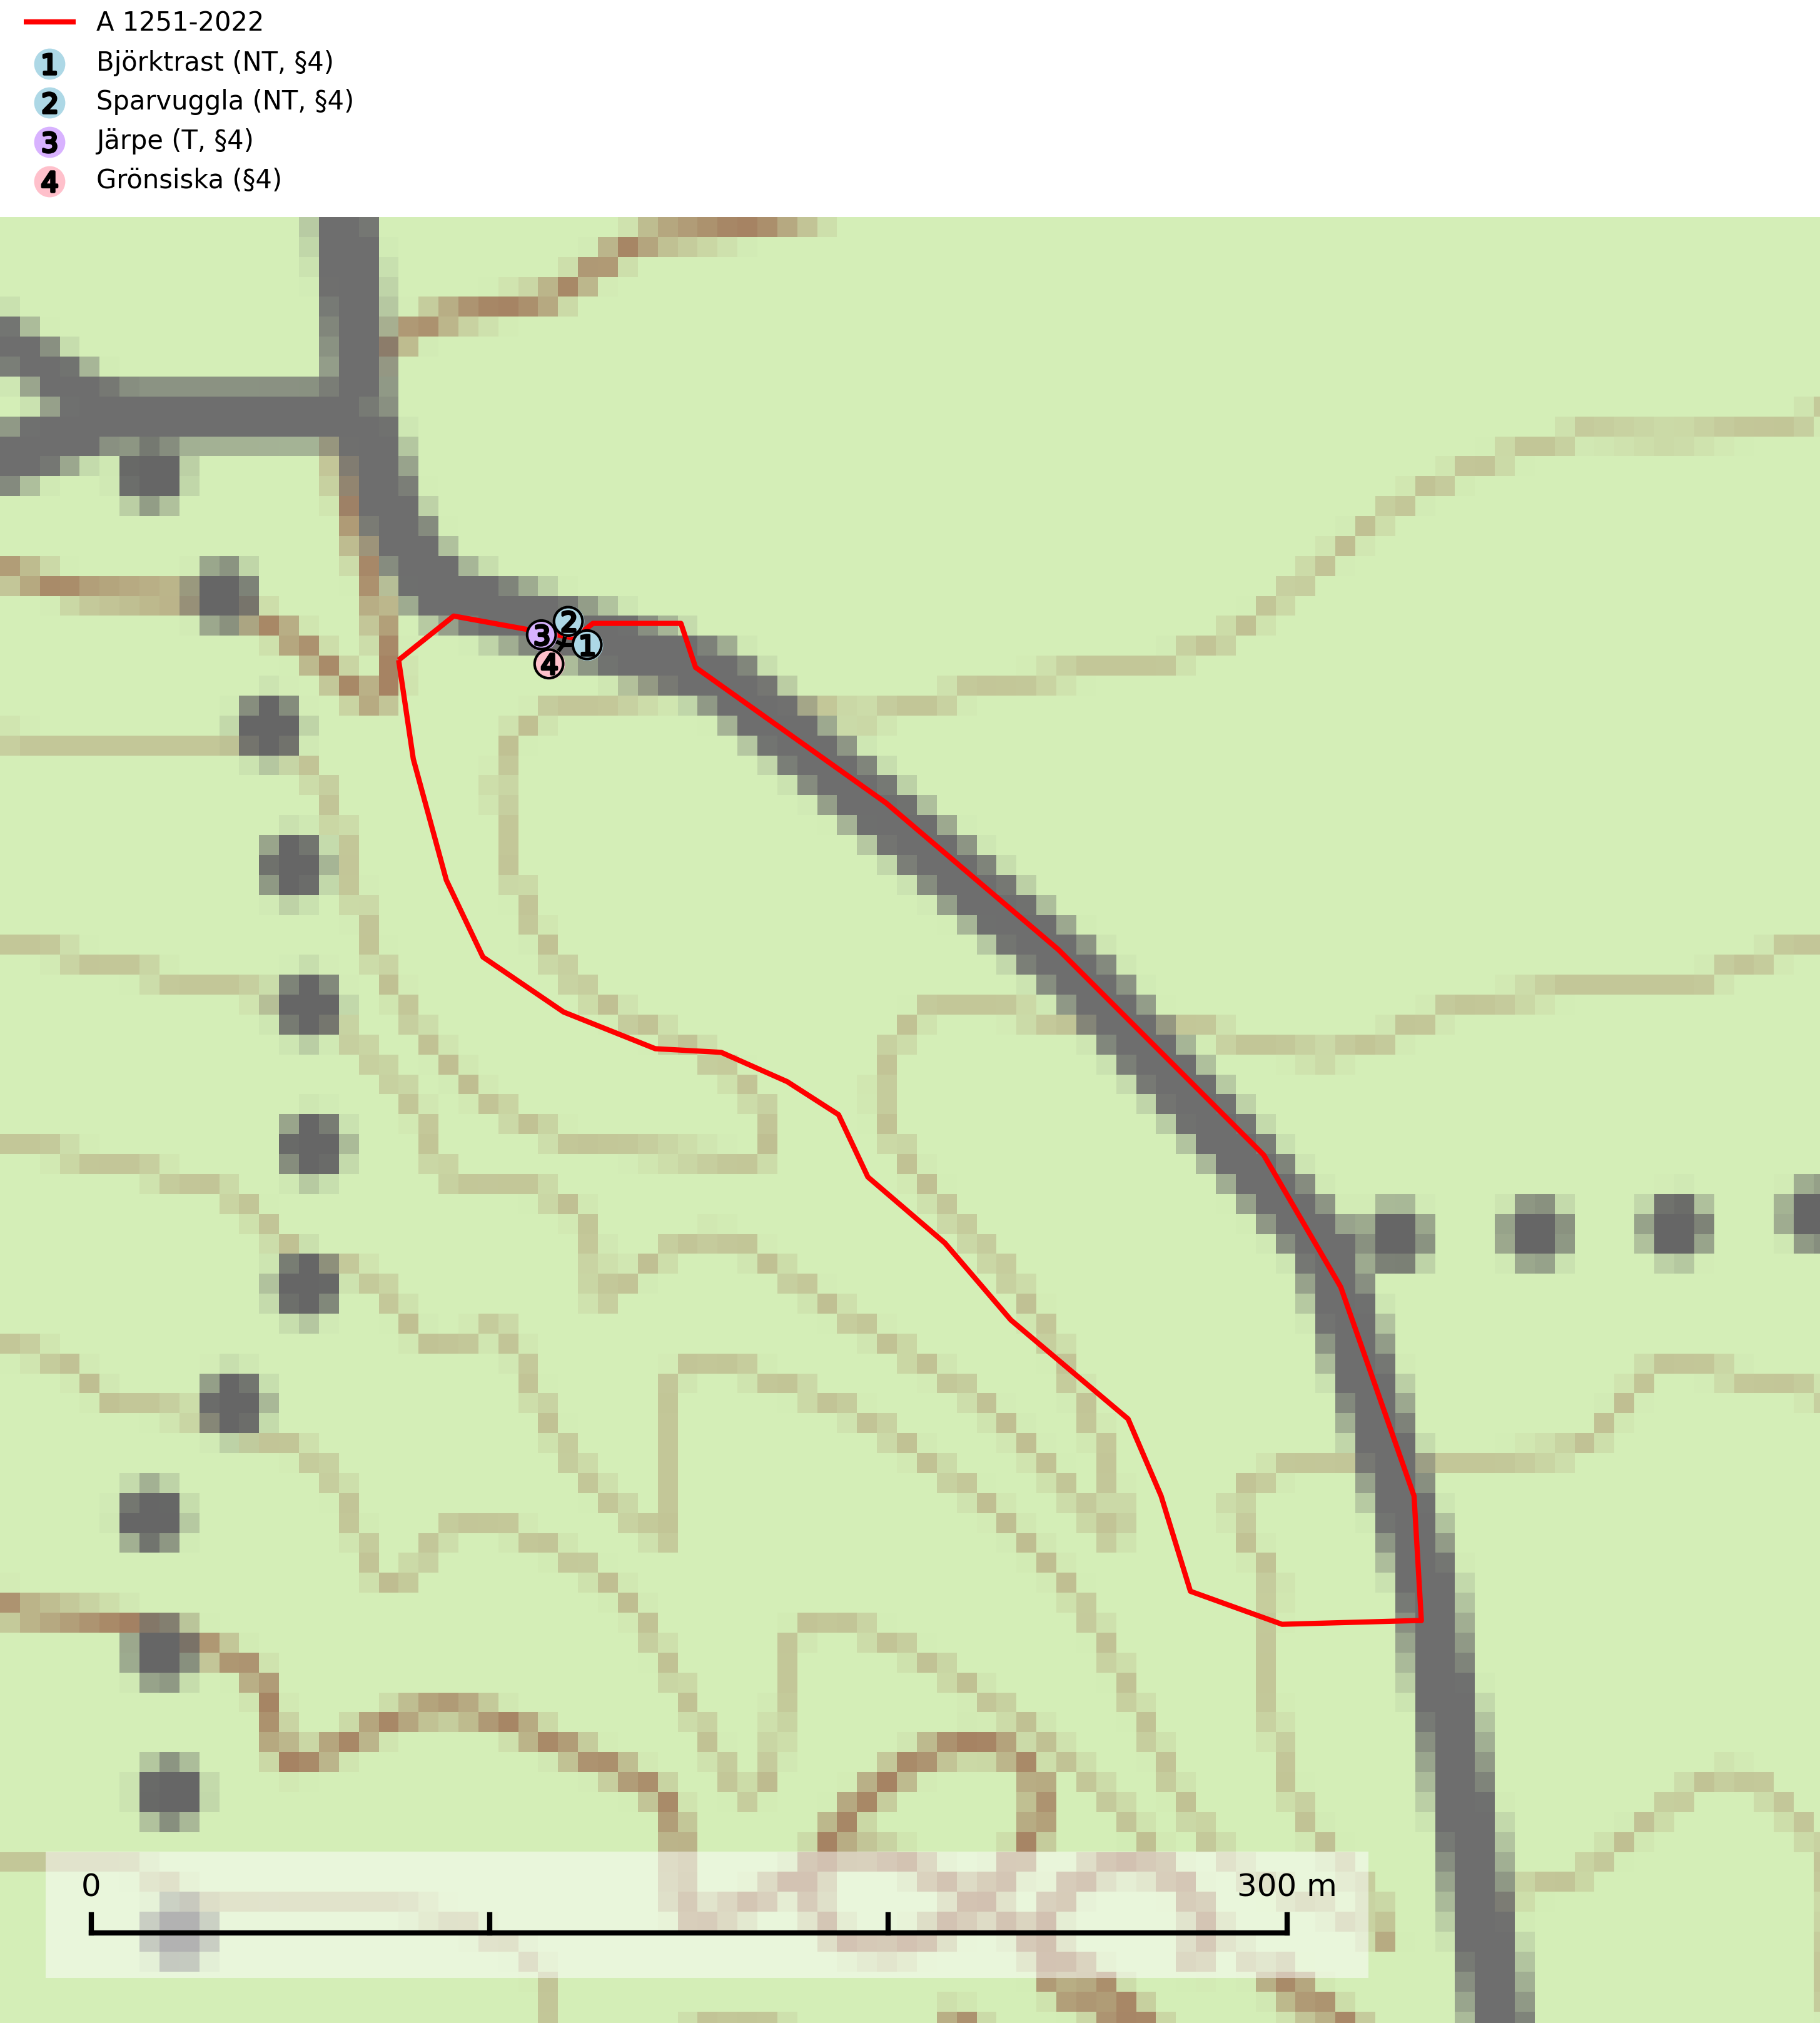 A 1251-2022
1 Björktrast (NT, §4)
2 Sparvuggla (NT, §4)
3 Järpe (T, §4)
4 Grönsiska (§4)
2
3
1
4
0 300 m